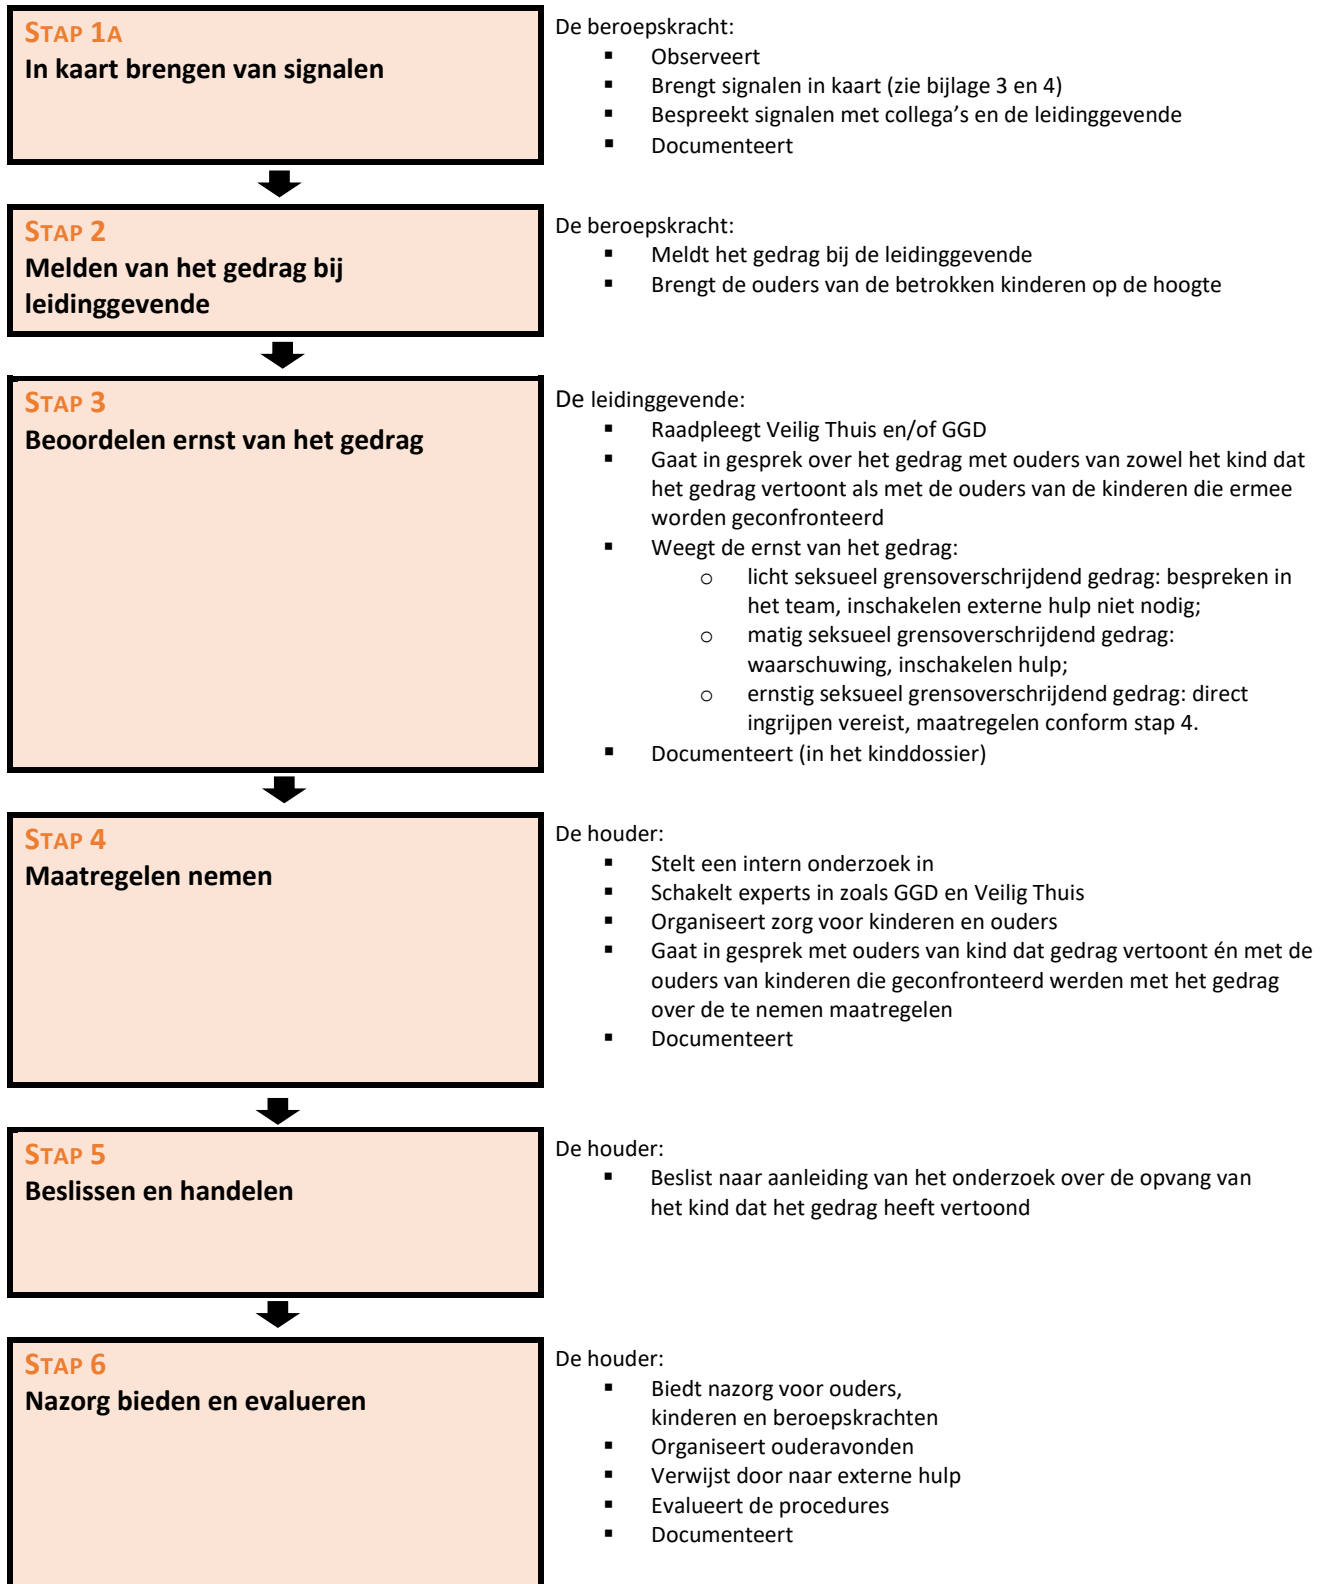 STAP 1A
In kaart brengen van signalen
De beroepskracht:
▪ Observeert
▪ Brengt signalen in kaart (zie bijlage 3 en 4)
▪ Bespreekt signalen met collega's en de leidinggevende
▪ Documenteert
STAP 2
Melden van het gedrag bij
leidinggevende
De beroepskracht:
▪ Meldt het gedrag bij de leidinggevende
▪ Brengt de ouders van de betrokken kinderen op de hoogte
STAP 3
Beoordelen ernst van het gedrag
De leidinggevende:
▪ Raadpleegt Veilig Thuis en/of GGD
▪ Gaat in gesprek over het gedrag met ouders van zowel het kind dat
het gedrag vertoont als met de ouders van de kinderen die ermee
worden geconfronteerd
▪ Weegt de ernst van het gedrag:
o licht seksueel grensoverschrijdend gedrag: bespreken in
het team, inschakelen externe hulp niet nodig;
o matig seksueel grensoverschrijdend gedrag:
waarschuwing, inschakelen hulp;
o ernstig seksueel grensoverschrijdend gedrag: direct
ingrijpen vereist, maatregelen conform stap 4.
▪ Documenteert (in het kinddossier)
STAP 4
Maatregelen nemen
De houder:
▪ Stelt een intern onderzoek in
▪ Schakelt experts in zoals GGD en Veilig Thuis
▪ Organiseert zorg voor kinderen en ouders
▪ Gaat in gesprek met ouders van kind dat gedrag vertoont én met de
ouders van kinderen die geconfronteerd werden met het gedrag
over de te nemen maatregelen
▪ Documenteert
STAP 5
Beslissen en handelen
De houder:
▪ Beslist naar aanleiding van het onderzoek over de opvang van
het kind dat het gedrag heeft vertoond
STAP 6
Nazorg bieden en evalueren
De houder:
▪ Biedt nazorg voor ouders,
kinderen en beroepskrachten
▪ Organiseert ouderavonden
▪ Verwijst door naar externe hulp
▪ Evalueert de procedures
▪ Documenteert